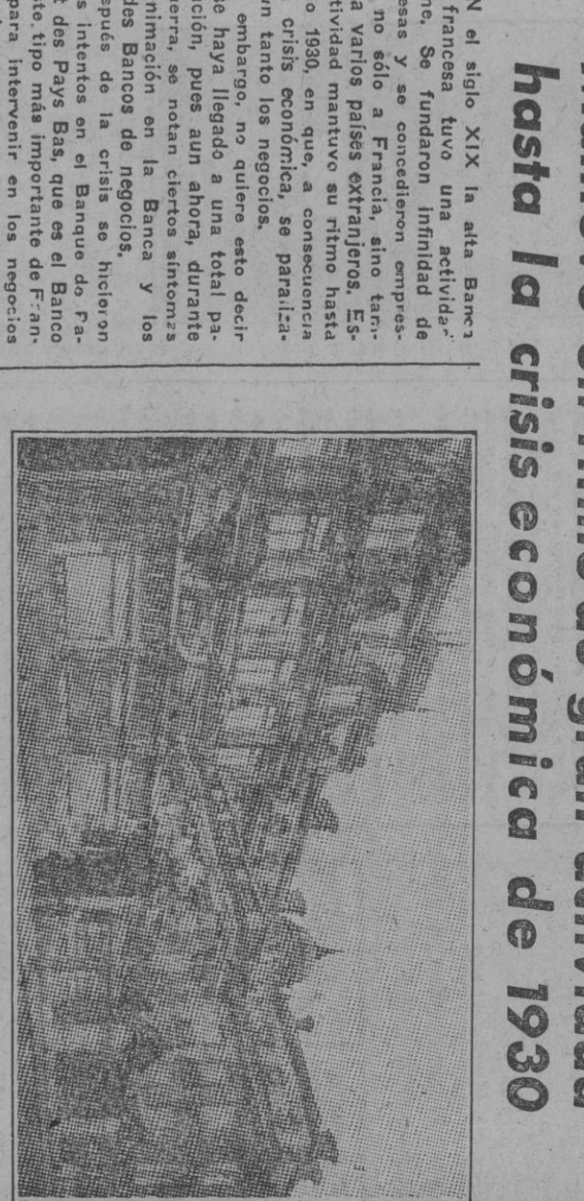 hasta la crisis económica de 1930
N el siglo XIX la alta Banca
francesa tuvo una actividad
ne. Se fundaron infinidad de
esas y se concedieron empres-
no sólo a Francia, sino tam-
a varios países extranjeros. Es-
tividad mantuvo su ritmo hasta
o 1930, en que, a consecuencia
crisis económica, se paraliza-
n tanto los negocios.
embargo, no quiere esto decir
se haya llegado a una total pa-
ción, pues aun ahora, durante
uerra, se notan ciertos síntomas
nimación en la Banca y los
des Bancos de negocios.
spués de la crisis se hicieron
s intentos en el Banque de Pa-
t des Pays Bas, que es el Banco
ste tipo más importante de Fran-
para intervenir en los negocios